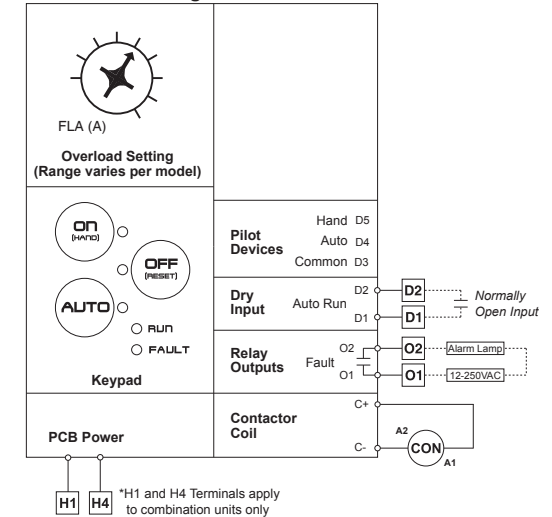 FLA (A)
Overload Setting
(Range varies per model)
ON
(HAND)
OFF
(RESET)
AUTO
RUN
FAULT
Keypad
Pilot
Devices
Hand D5
Auto D4
Common D3
Dry
Input
Auto Run
D2
D1
D2
D1
Normally
Open Input
Relay
Outputs
Fault
O2
O1
O2
O1
Alarm Lamp
12-250VAC
Contactor
Coil
C+
C-
A2
CON
A1
PCB Power
H1
H4
*H1 and H4 Terminals apply
to combination units only